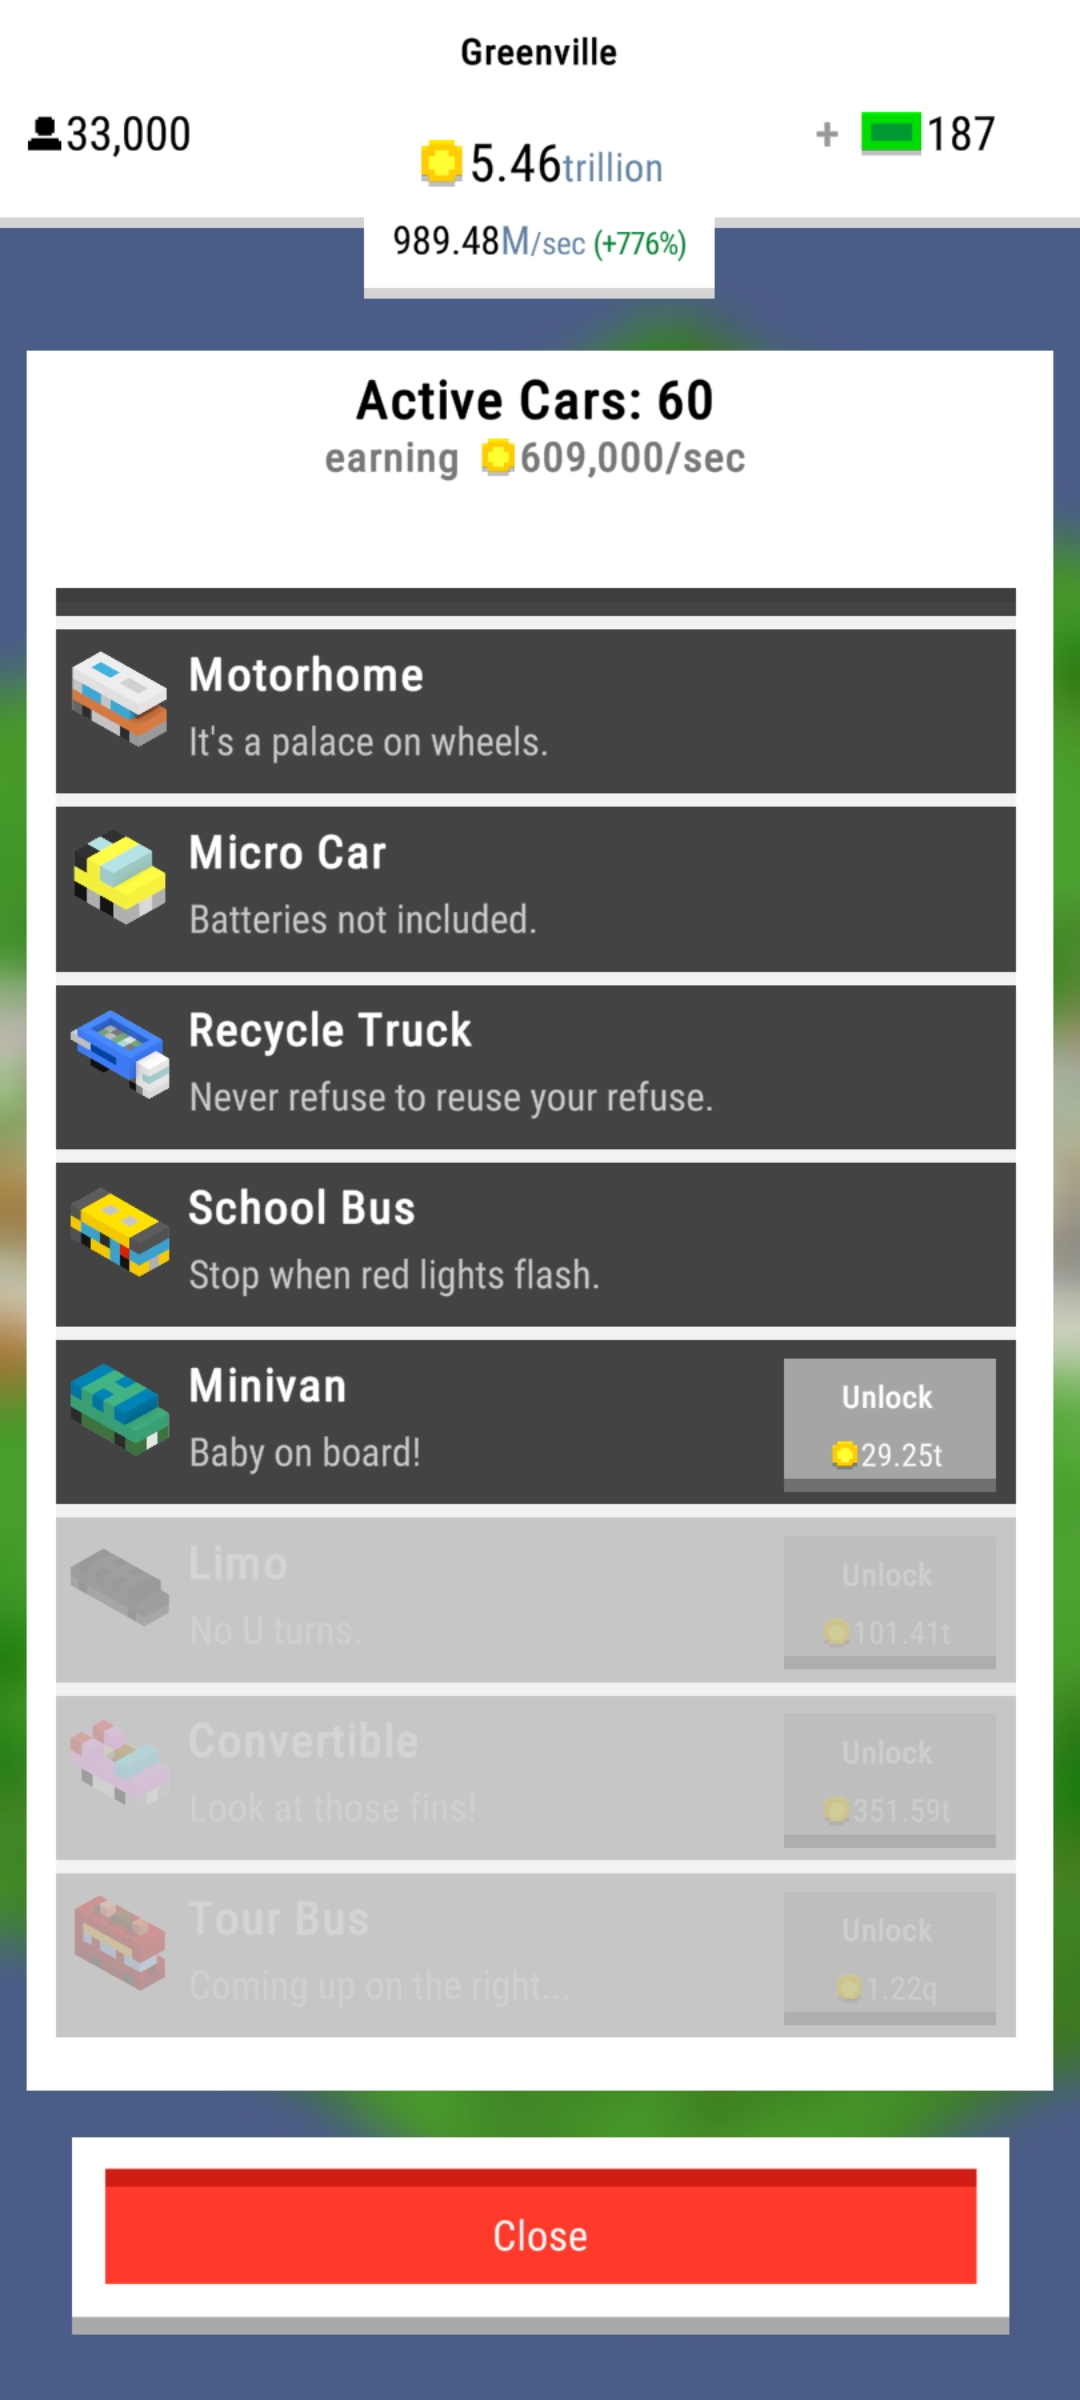 Greenville
33,000
5.46trillion
+ 187
989.48M/sec (+776%)
Active Cars: 60
earning 609,000/sec
Motorhome
It's a palace on wheels.
Micro Car
Batteries not included.
Recycle Truck
Never refuse to reuse your refuse.
School Bus
Stop when red lights flash.
Minivan
Baby on board!
Unlock
29.25t
Limo
No U turns.
Unlock
101.41t
Convertible
Look at those fins!
Unlock
351.59t
Tour Bus
Coming up on the right...
Unlock
1.22q
Close